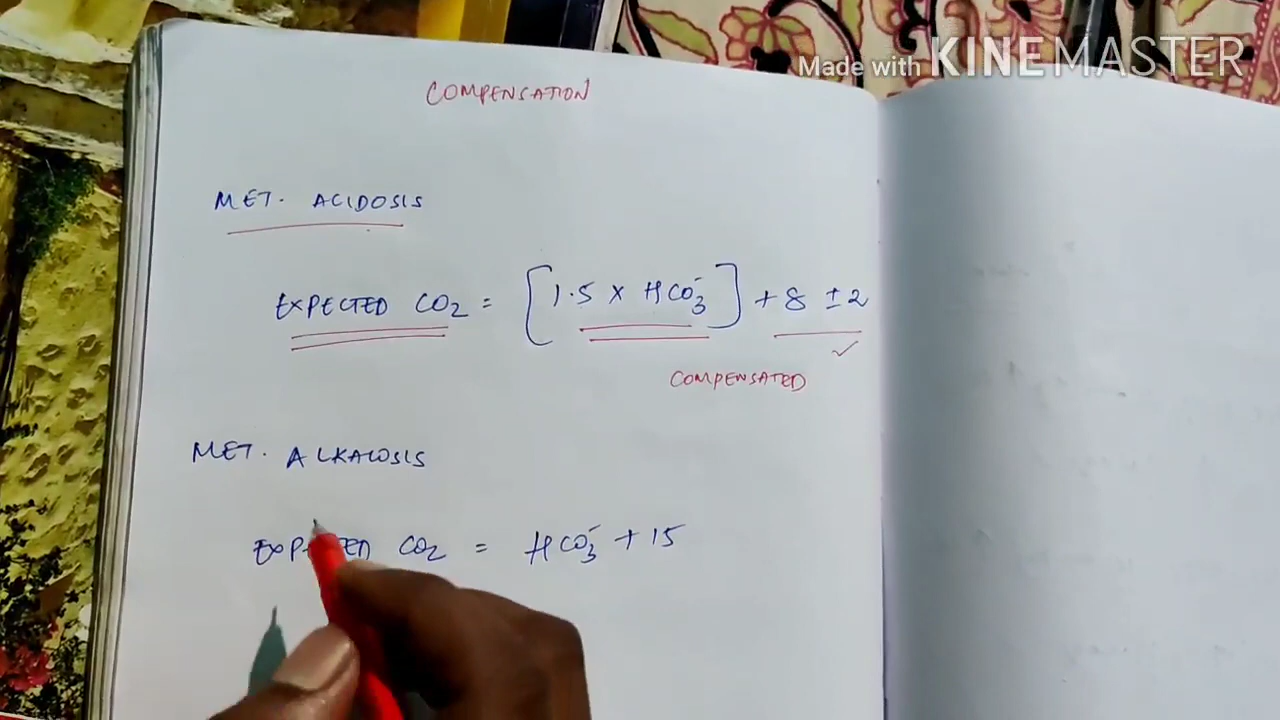 Made with KINEMASTER
COMPENSATION
MET. ACIDOSIS
EXPECTED CO₂ = [1.5 X HCO₃⁻] + 8 ± 2
COMPENSATED
MET. ALKALOSIS
CO₂ = HCO₃⁻ + 15